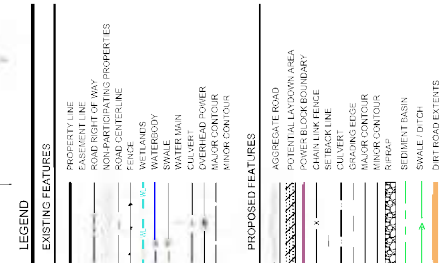 LEGEND
EXISTING FEATURES
PROPERTY LINE
EASEMENT LINE
ROAD RIGHT OF WAY
NON-PARTICIPATING PROPERTIES
ROAD CENTERLINE
FENCE
WETLANDS
WATERBODY
SWALE
WATER MAIN
CULVERT
OVERHEAD POWER
MAJOR CONTOUR
MINOR CONTOUR
PROPOSED FEATURES
AGGREGATE ROAD
POTENTIAL LAYDOWN AREA
POWER BLOCK BOUNDARY
CHAIN LINK FENCE
SETBACK LINE
CULVERT
GRADING EDGE
MAJOR CONTOUR
MINOR CONTOUR
RIPRAP
SEDIMENT BASIN
SWALE / DITCH
DIRT ROAD EXTENTS